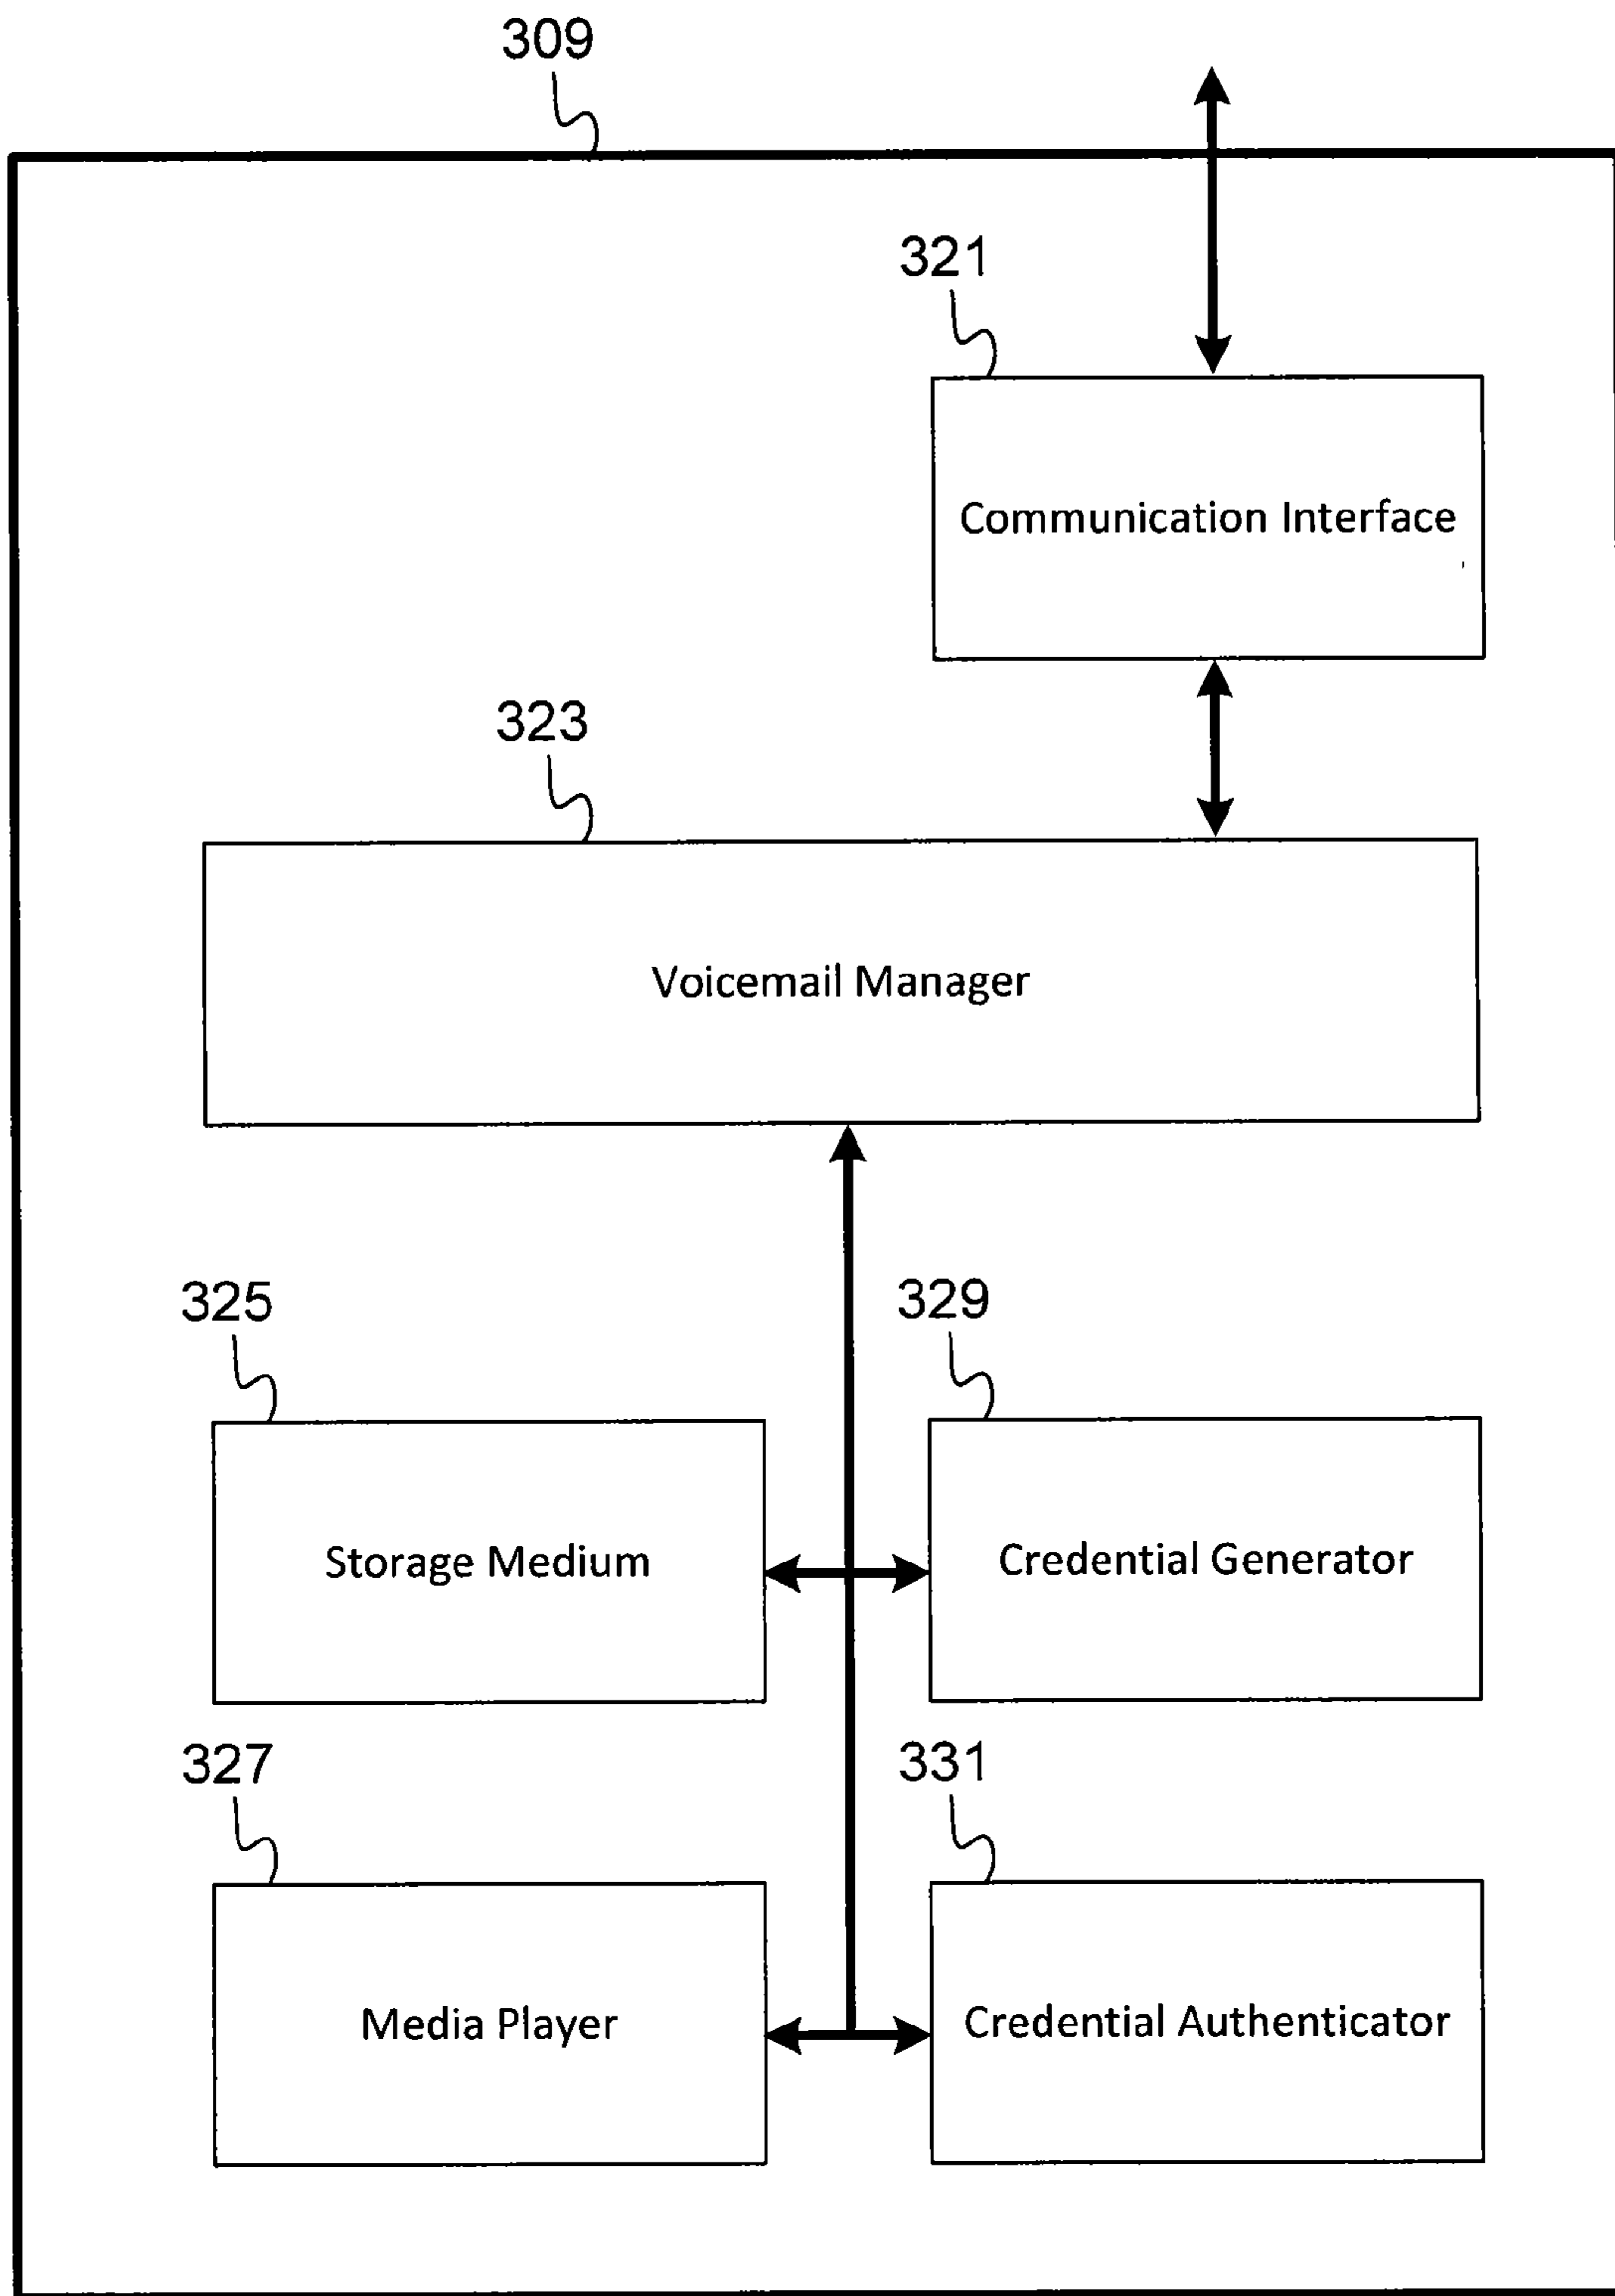 309
321
Communication Interface
323
Voicemail Manager
325
329
Storage Medium
Credential Generator
327
331
Media Player
Credential Authenticator